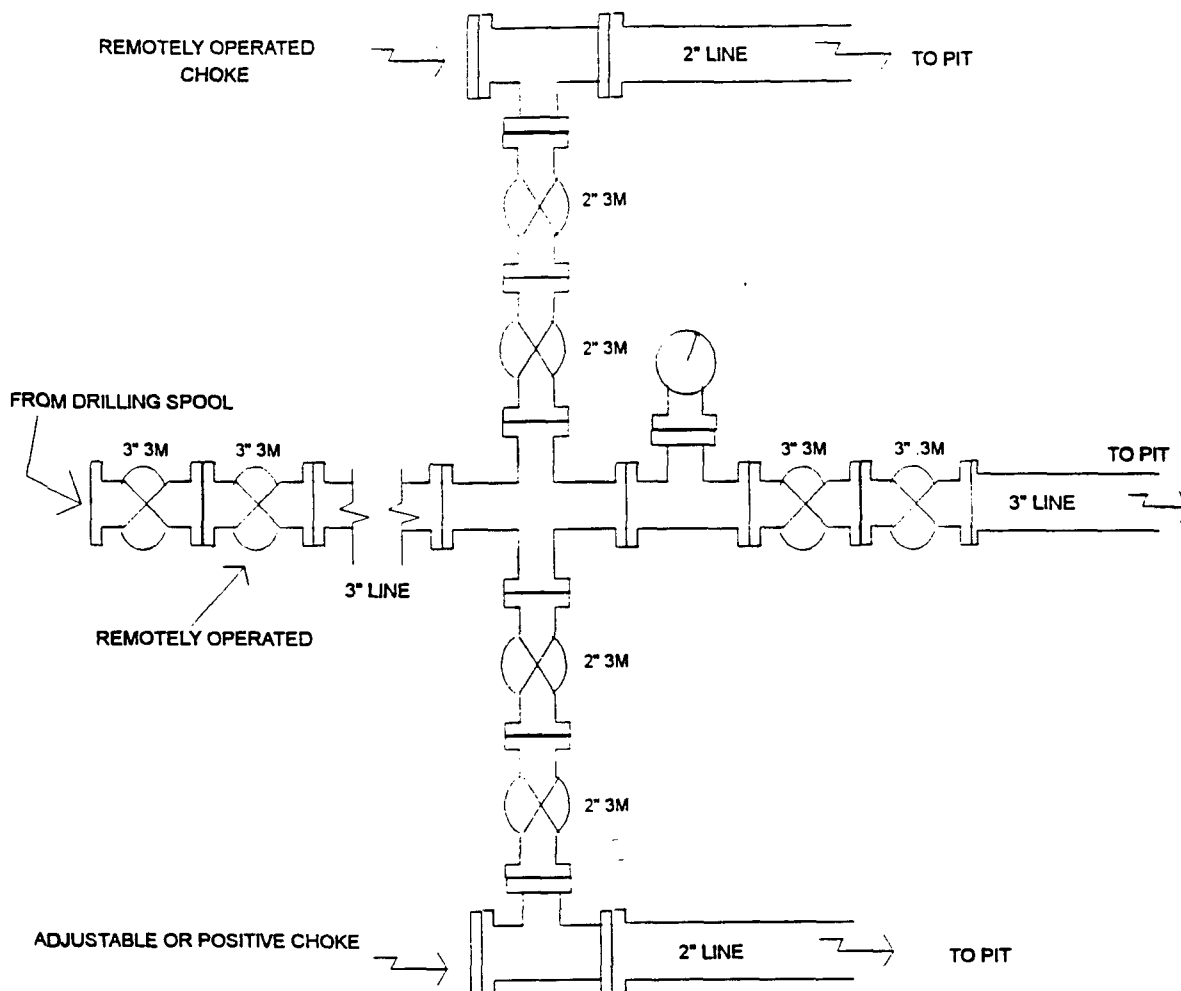 REMOTELY OPERATED
CHOKE
2" LINE
TO PIT
2" 3M
2" 3M
FROM DRILLING SPOOL
3" 3M
3" 3M
3" 3M
3" .3M
TO PIT
3" LINE
3" LINE
REMOTELY OPERATED
2" 3M
2" 3M
ADJUSTABLE OR POSITIVE CHOKE
2" LINE
TO PIT